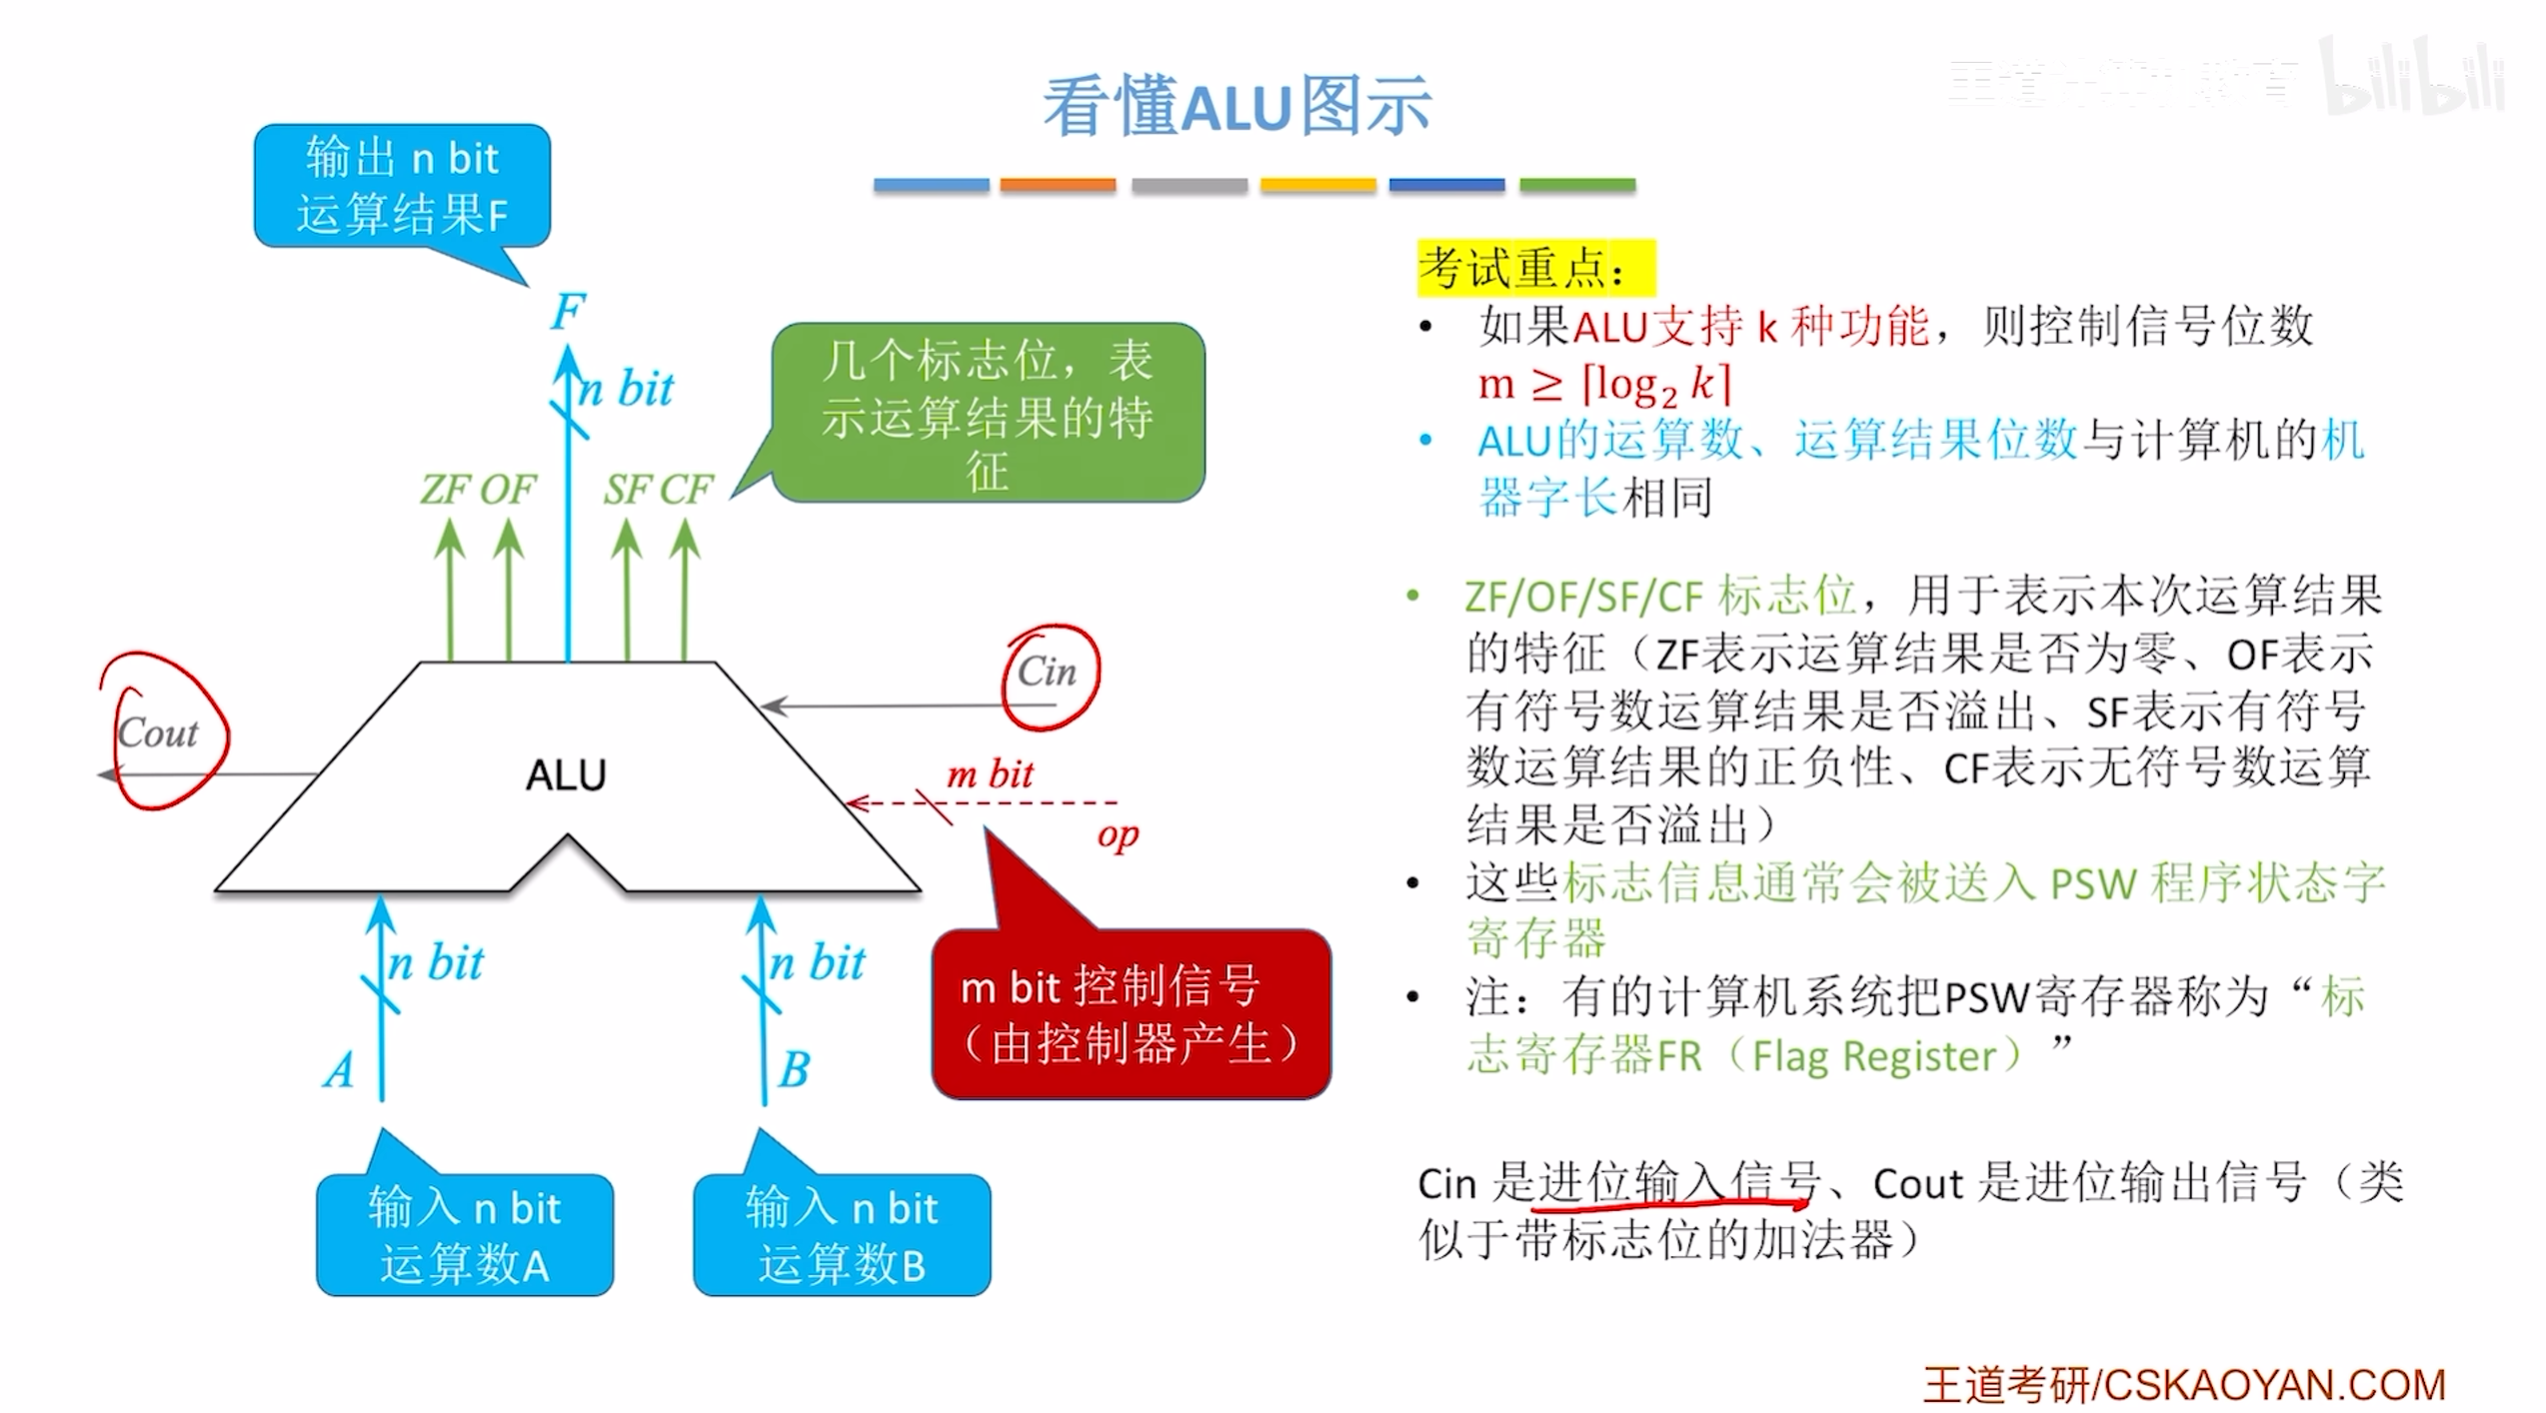 看懂ALU图示
王道计算机教育 bilibili
输出 n bit
运算结果F
F
n bit
几个标志位，表
示运算结果的特
征
ZF OF SF CF
Cin
Cout
ALU
m bit
op
n bit
n bit
A
B
m bit 控制信号
（由控制器产生）
输入 n bit
运算数A
输入 n bit
运算数B
考试重点：
• 如果ALU支持 k 种功能，则控制信号位数
m ≥ ⌈log₂ k⌉
• ALU的运算数、运算结果位数与计算机的机
器字长相同
• ZF/OF/SF/CF 标志位，用于表示本次运算结果
的特征（ZF表示运算结果是否为零、OF表示
有符号数运算结果是否溢出、SF表示有符号
数运算结果的正负性、CF表示无符号数运算
结果是否溢出）
• 这些标志信息通常会被送入 PSW 程序状态字
寄存器
• 注：有的计算机系统把PSW寄存器称为“标
志寄存器FR（Flag Register）”
Cin 是进位输入信号、Cout 是进位输出信号（类
似于带标志位的加法器）
王道考研/CSKAOYAN.COM